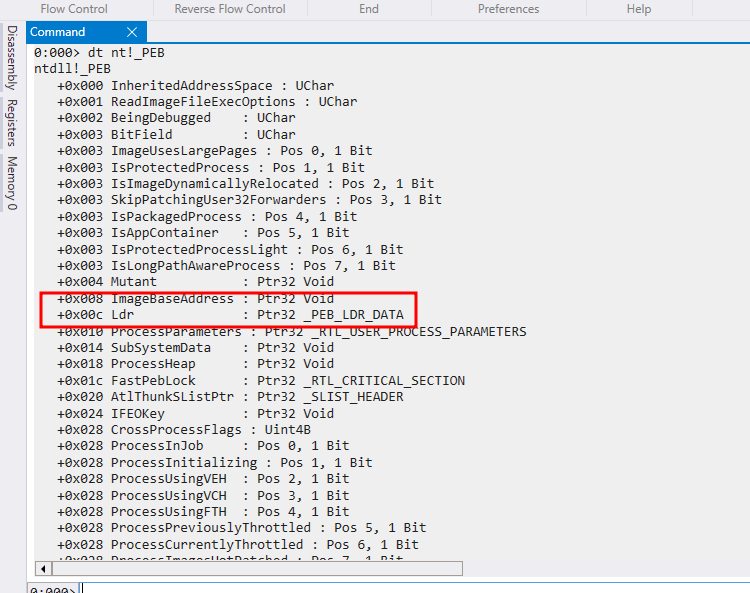 Flow Control
Reverse Flow Control
End
Preferences
Help
Disassembly
Registers
Memory 0
Command
0:000> dt nt!_PEB
ntdll!_PEB
+0x000 InheritedAddressSpace : UChar
+0x001 ReadImageFileExecOptions : UChar
+0x002 BeingDebugged    : UChar
+0x003 BitField         : UChar
+0x003 ImageUsesLargePages : Pos 0, 1 Bit
+0x003 IsProtectedProcess : Pos 1, 1 Bit
+0x003 IsImageDynamicallyRelocated : Pos 2, 1 Bit
+0x003 SkipPatchingUser32Forwarders : Pos 3, 1 Bit
+0x003 IsPackagedProcess : Pos 4, 1 Bit
+0x003 IsAppContainer   : Pos 5, 1 Bit
+0x003 IsProtectedProcessLight : Pos 6, 1 Bit
+0x003 IsLongPathAwareProcess : Pos 7, 1 Bit
+0x004 Mutant           : Ptr32 Void
+0x008 ImageBaseAddress : Ptr32 Void
+0x00c Ldr              : Ptr32 _PEB_LDR_DATA
+0x010 ProcessParameters : Ptr32 _RTL_USER_PROCESS_PARAMETERS
+0x014 SubSystemData    : Ptr32 Void
+0x018 ProcessHeap      : Ptr32 Void
+0x01c FastPebLock      : Ptr32 _RTL_CRITICAL_SECTION
+0x020 AtlThunkSListPtr : Ptr32 _SLIST_HEADER
+0x024 IFEOKey          : Ptr32 Void
+0x028 CrossProcessFlags : Uint4B
+0x028 ProcessInJob     : Pos 0, 1 Bit
+0x028 ProcessInitializing : Pos 1, 1 Bit
+0x028 ProcessUsingVEH  : Pos 2, 1 Bit
+0x028 ProcessUsingVCH  : Pos 3, 1 Bit
+0x028 ProcessUsingFTH  : Pos 4, 1 Bit
+0x028 ProcessPreviouslyThrottled : Pos 5, 1 Bit
+0x028 ProcessCurrentlyThrottled : Pos 6, 1 Bit
+0x028 ProcessImagesHotPatched : Pos 7, 1 Bit
0:000>